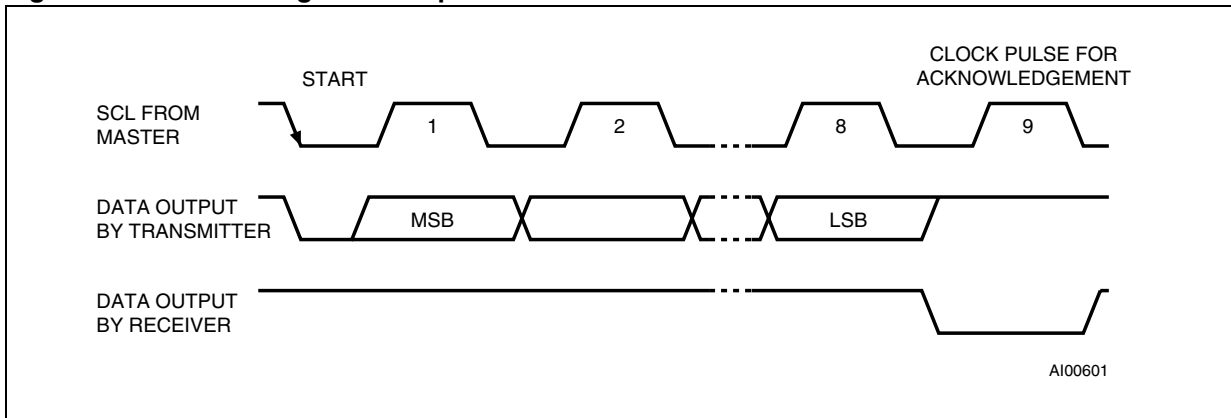 START
CLOCK PULSE FOR
ACKNOWLEDGEMENT
SCL FROM
MASTER
1
2
8
9
DATA OUTPUT
BY TRANSMITTER
MSB
LSB
DATA OUTPUT
BY RECEIVER
AI00601